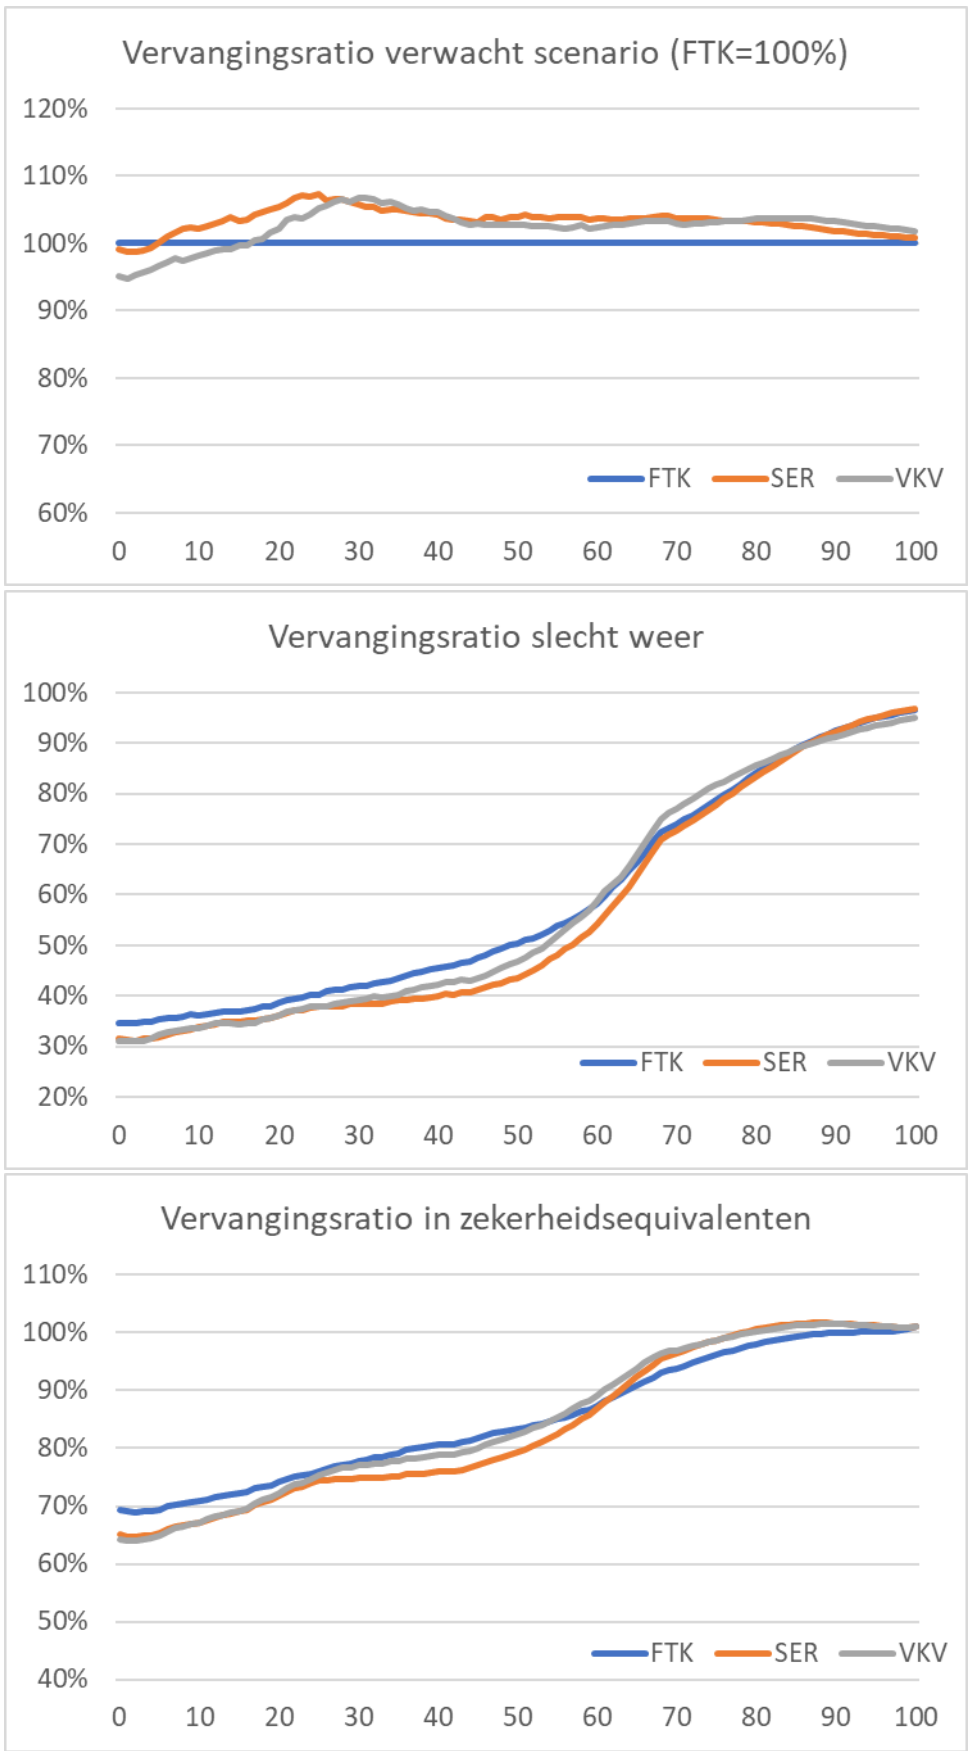 Vervangingsratio verwacht scenario (FTK=100%)
120%
110%
100%
90%
80%
70%
FTK SER VKV
60%
0 10 20 30 40 50 60 70 80 90 100
Vervangingsratio slecht weer
100%
90%
80%
70%
60%
50%
40%
30%
FTK SER VKV
20%
0 10 20 30 40 50 60 70 80 90 100
Vervangingsratio in zekerheidsequivalenten
110%
100%
90%
80%
70%
60%
50%
FTK SER VKV
40%
0 10 20 30 40 50 60 70 80 90 100